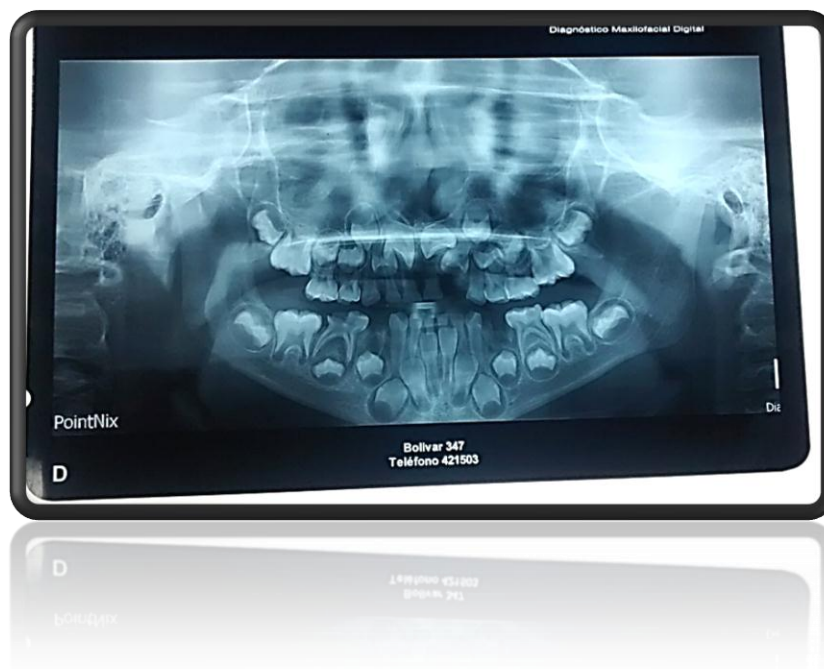 Diagnóstico Maxilofacial Digital
PointNix
Bolivar 347
Teléfono 421503
D